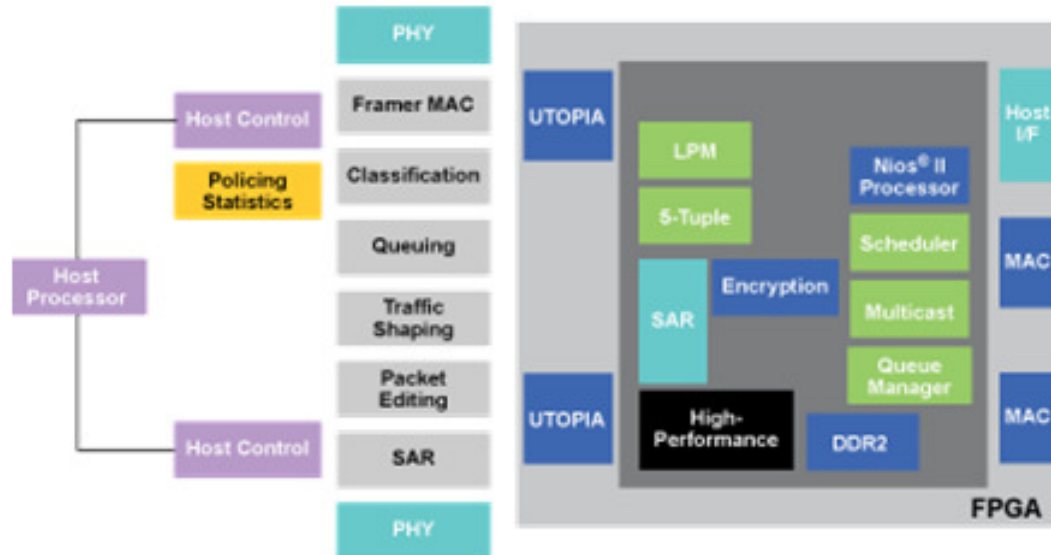 PHY
Host Control
Framer MAC
Policing
Statistics
Classification
Queuing
Host
Processor
Traffic
Shaping
Packet
Editing
Host Control
SAR
PHY
UTOPIA
Host
I/F
LPM
Nios® II
Processor
5-Tuple
Scheduler
MAC
SAR
Encryption
Multicast
Queue
Manager
UTOPIA
High-
Performance
DDR2
MAC
FPGA